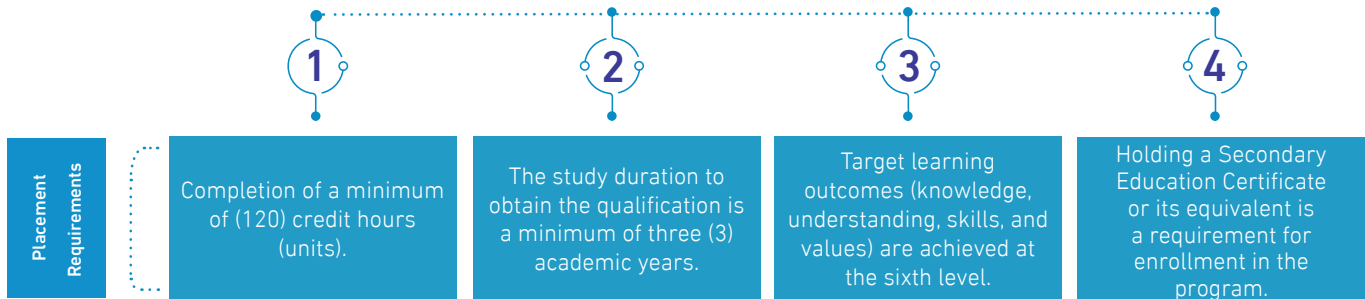 1
2
3
4
Placement
Requirements
Completion of a minimum
of (120) credit hours
(units).
The study duration to
obtain the qualification is
a minimum of three (3)
academic years.
Target learning
outcomes (knowledge,
understanding, skills, and
values) are achieved at
the sixth level.
Holding a Secondary
Education Certificate
or its equivalent is
a requirement for
enrollment in the
program.